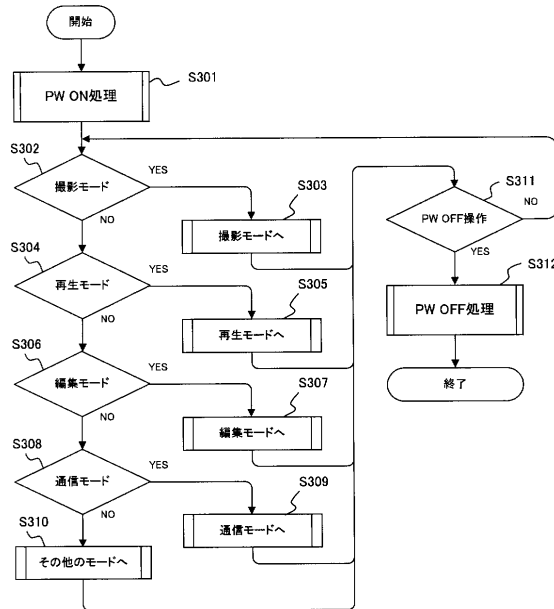 開始
PW ON処理
S301
S302
撮影モード
YES
NO
S303
撮影モードへ
S304
再生モード
YES
NO
S305
再生モードへ
S306
編集モード
YES
NO
S307
編集モードへ
S308
通信モード
YES
NO
S309
通信モードへ
S310
その他のモードへ
S311
PW OFF操作
NO
YES
S312
PW OFF処理
終了